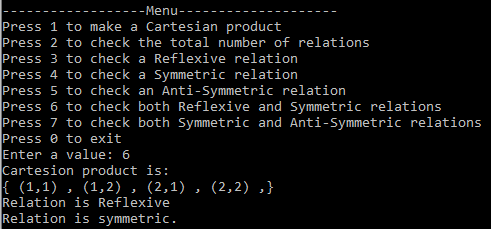 ------------------Menu--------------------
Press 1 to make a Cartesian product
Press 2 to check the total number of relations
Press 3 to check a Reflexive relation
Press 4 to check a Symmetric relation
Press 5 to check an Anti-Symmetric relation
Press 6 to check both Reflexive and Symmetric relations
Press 7 to check both Symmetric and Anti-Symmetric relations
Press 0 to exit
Enter a value: 6
Cartesion product is:
{ (1,1) , (1,2) , (2,1) , (2,2) ,}
Relation is Reflexive
Relation is symmetric.